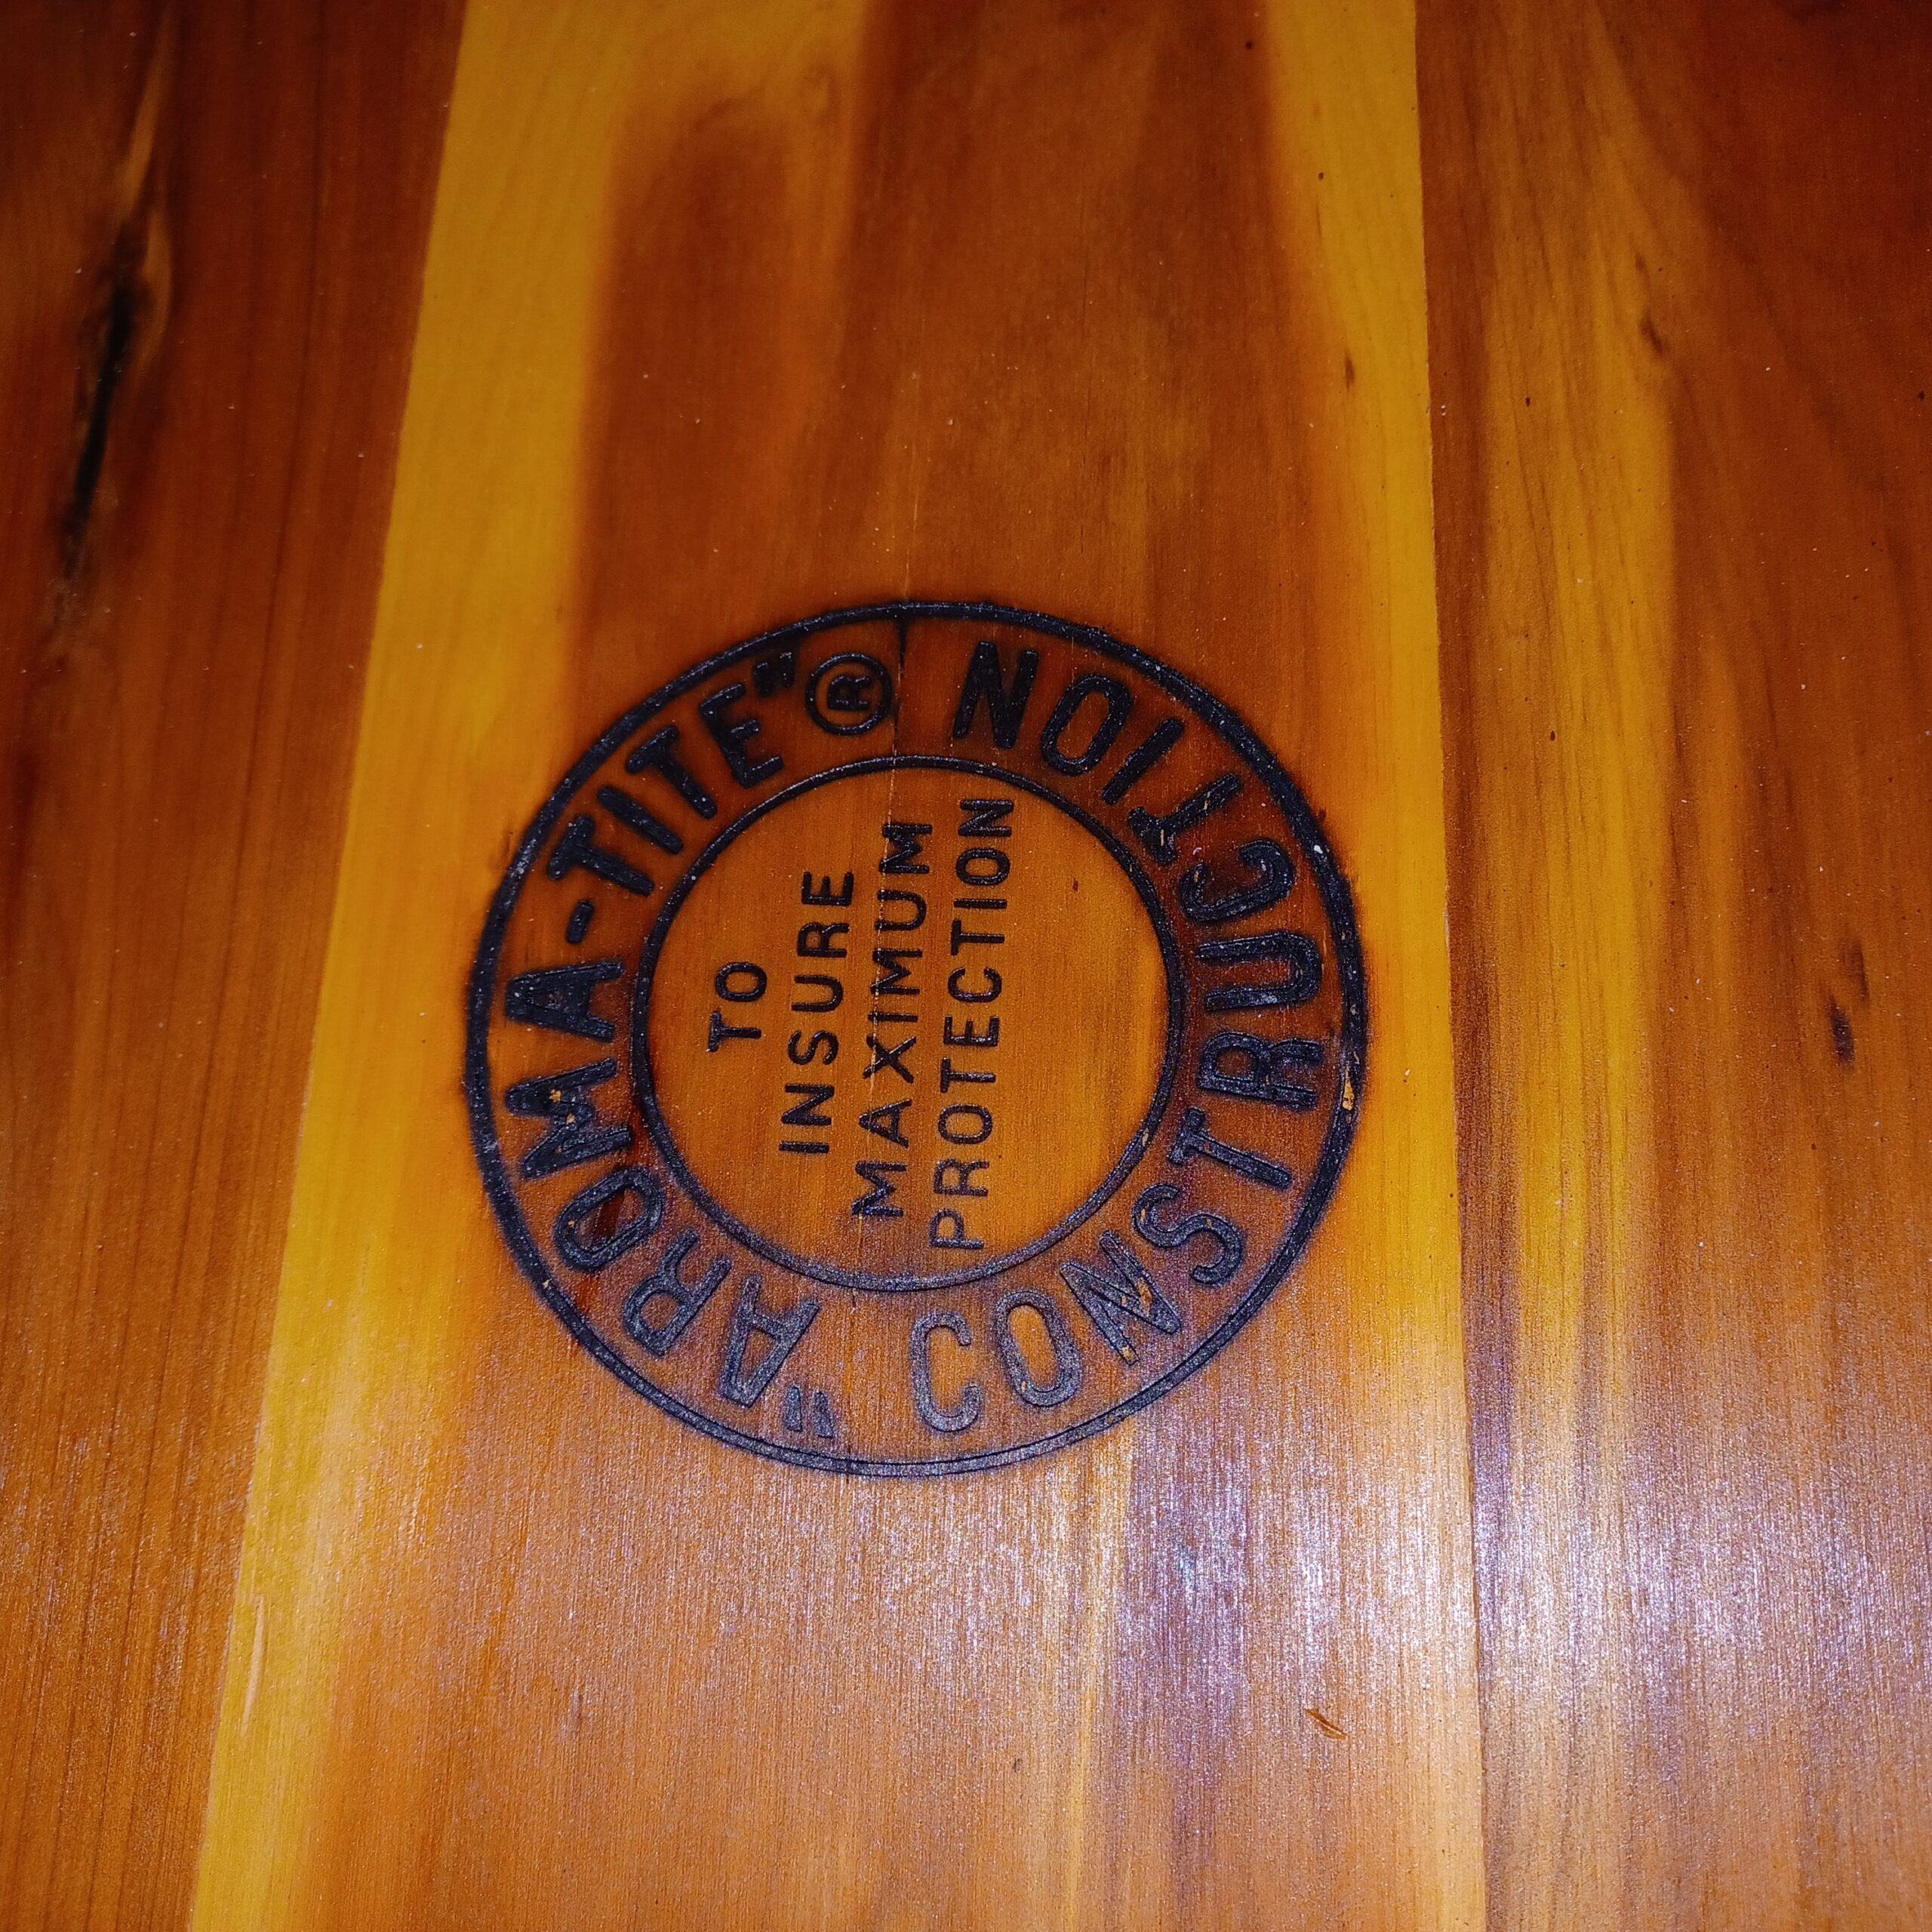 "AROMA-TITE"®
CONSTRUCTION
TO
INSURE
MAXIMUM
PROTECTION